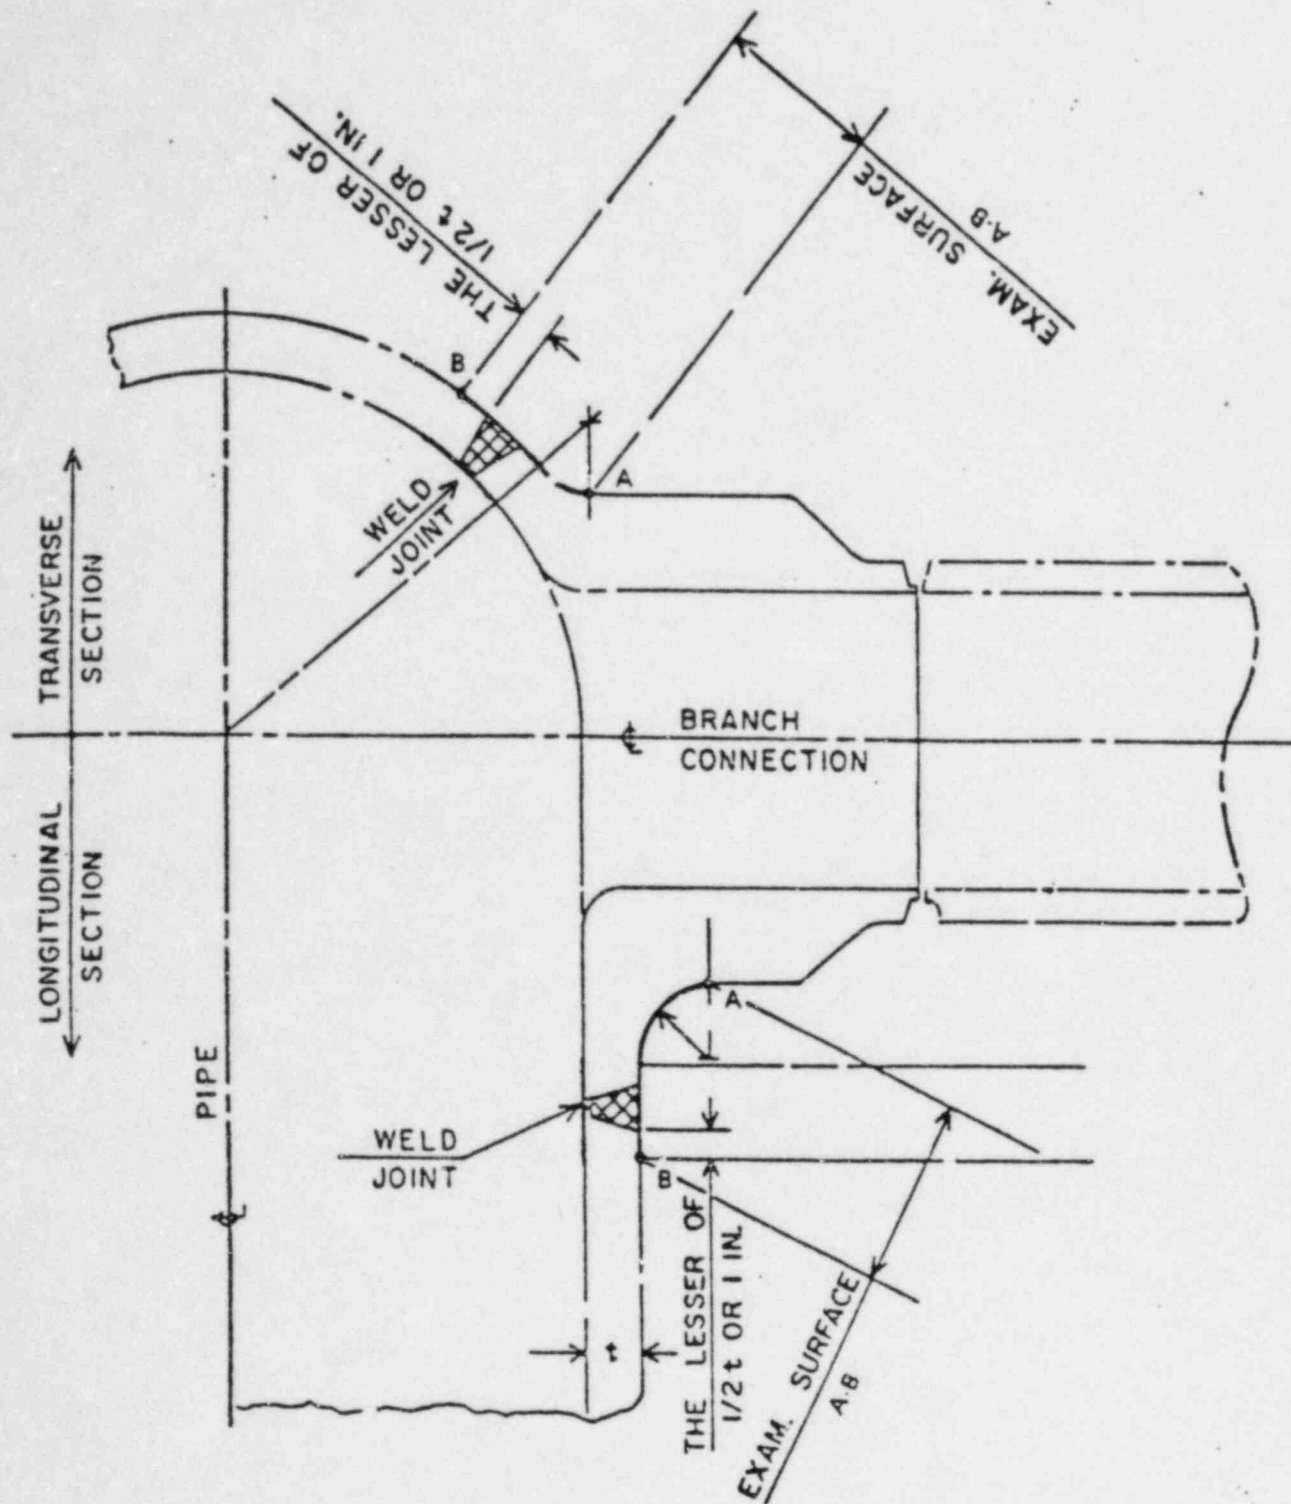 THE LESSER OF
1/2 t OR 1 IN.
EXAM. SURFACE
A-B
B
A
WELD
JOINT
TRANSVERSE
SECTION
LONGITUDINAL
SECTION
BRANCH
CONNECTION
℄
PIPE
℄
A
WELD
JOINT
B
t
THE LESSER OF
1/2 t OR 1 IN.
EXAM. SURFACE
A-B